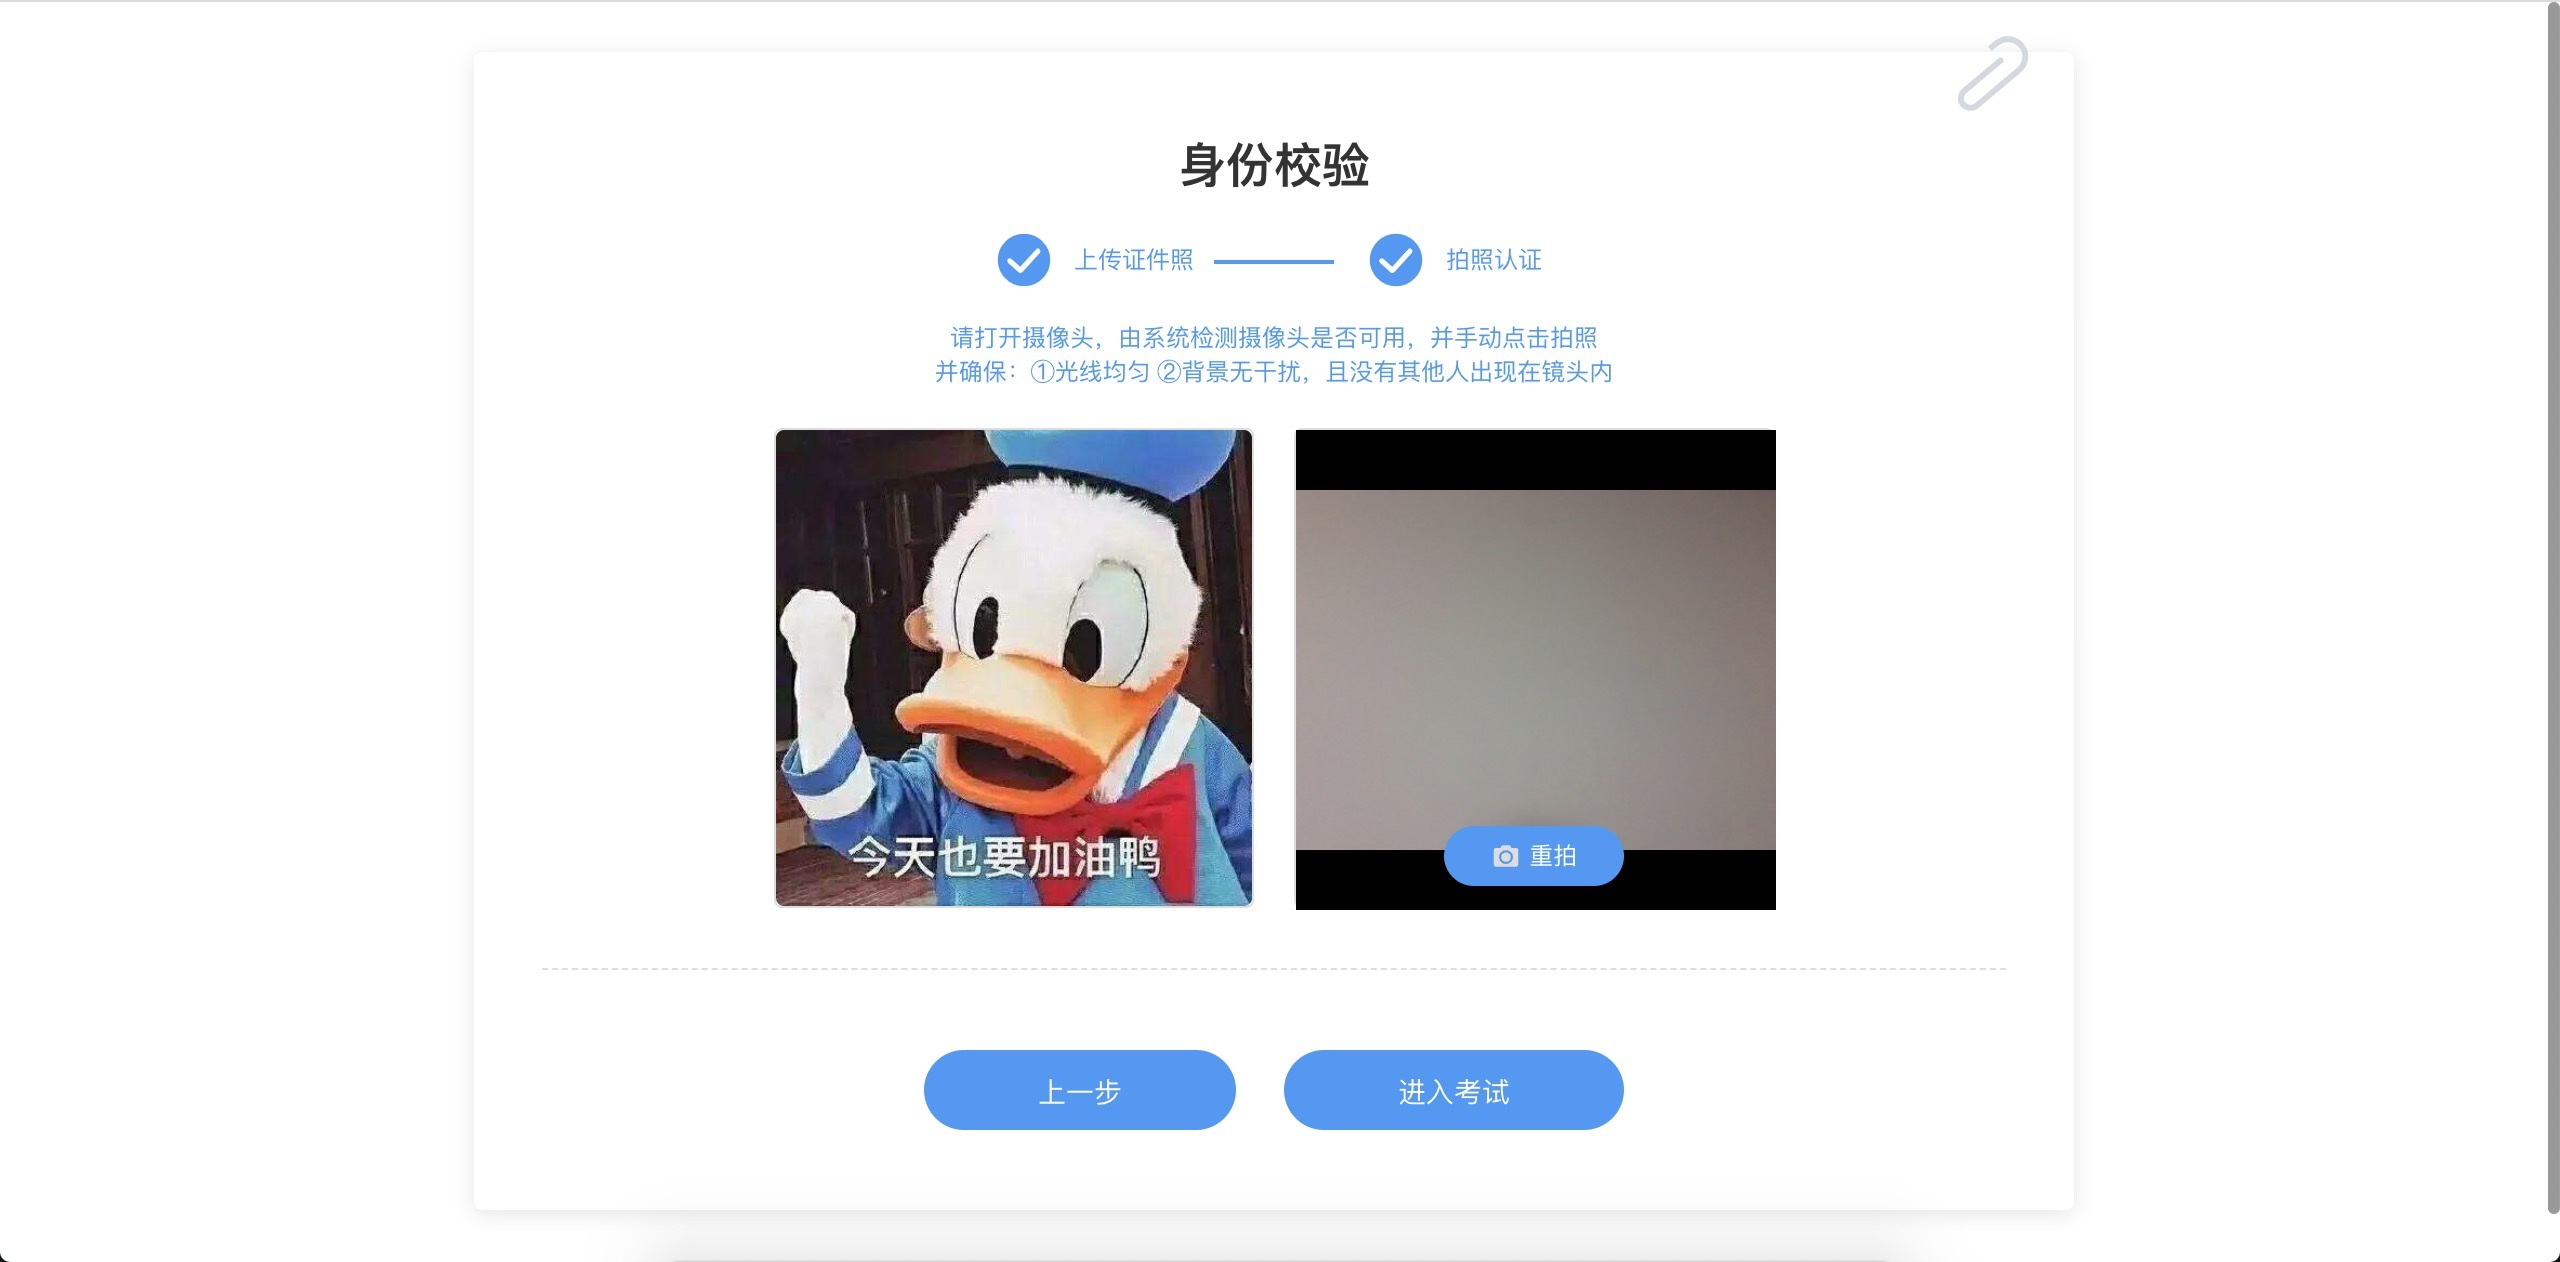 身份校验
上传证件照
拍照认证
请打开摄像头，由系统检测摄像头是否可用，并手动点击拍照
并确保：①光线均匀 ②背景无干扰，且没有其他人出现在镜头内
今天也要加油鸭
重拍
上一步
进入考试